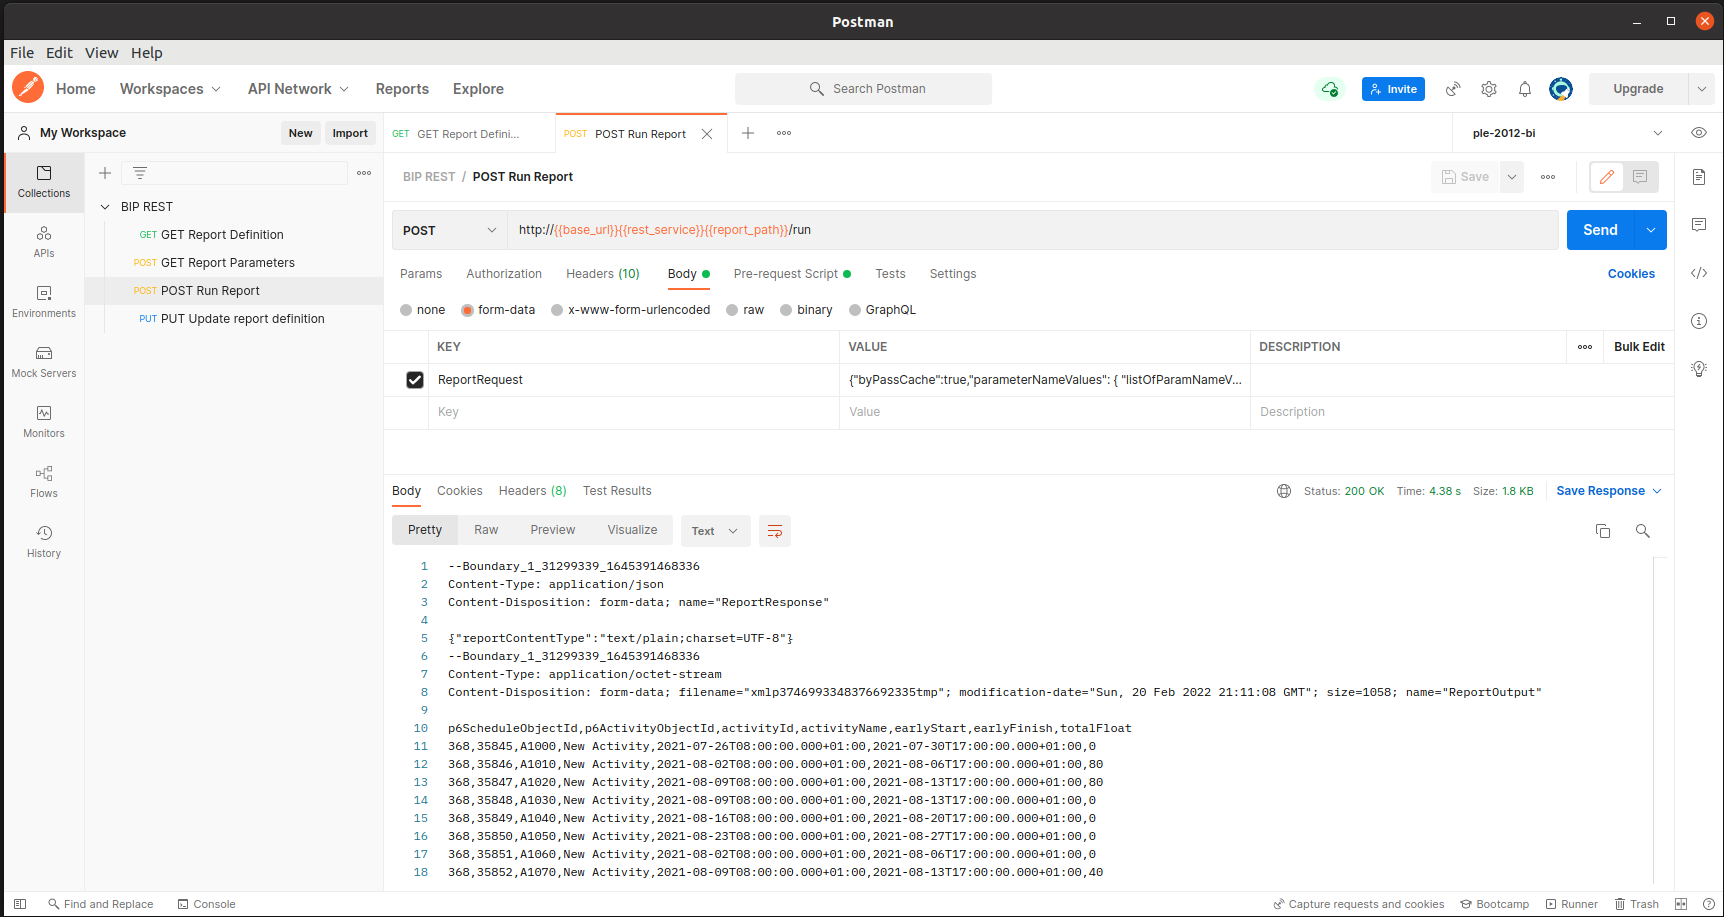 Postman
File Edit View Help
Home Workspaces API Network Reports Explore
Search Postman
Invite
Upgrade
My Workspace New Import
GET GET Report Defini...
POST POST Run Report
ple-2012-bi
Collections
APIs
Environments
Mock Servers
Monitors
Flows
History
BIP REST
GET GET Report Definition
POST GET Report Parameters
POST POST Run Report
PUT PUT Update report definition
BIP REST / POST Run Report
Save
POST http://{{base_url}}{{rest_service}}{{report_path}}/run
Send
Params Authorization Headers (10) Body Pre-request Script Tests Settings Cookies
none form-data x-www-form-urlencoded raw binary GraphQL
KEY VALUE DESCRIPTION Bulk Edit
ReportRequest {"byPassCache":true,"parameterNameValues": { "listOfParamNameV...
Key Value Description
Body Cookies Headers (8) Test Results
Status: 200 OK Time: 4.38 s Size: 1.8 KB Save Response
Pretty Raw Preview Visualize Text
1 --Boundary_1_31299339_1645391468336
2 Content-Type: application/json
3 Content-Disposition: form-data; name="ReportResponse"
4
5 {"reportContentType":"text/plain;charset=UTF-8"}
6 --Boundary_1_31299339_1645391468336
7 Content-Type: application/octet-stream
8 Content-Disposition: form-data; filename="xmlp3746993348376692335tmp"; modification-date="Sun, 20 Feb 2022 21:11:08 GMT"; size=1058; name="ReportOutput"
9
10 p6ScheduleObjectId,p6ActivityObjectId,activityId,activityName,earlyStart,earlyFinish,totalFloat
11 368,35845,A1000,New Activity,2021-07-26T08:00:00.000+01:00,2021-07-30T17:00:00.000+01:00,0
12 368,35846,A1010,New Activity,2021-08-02T08:00:00.000+01:00,2021-08-06T17:00:00.000+01:00,80
13 368,35847,A1020,New Activity,2021-08-09T08:00:00.000+01:00,2021-08-13T17:00:00.000+01:00,80
14 368,35848,A1030,New Activity,2021-08-09T08:00:00.000+01:00,2021-08-13T17:00:00.000+01:00,0
15 368,35849,A1040,New Activity,2021-08-16T08:00:00.000+01:00,2021-08-20T17:00:00.000+01:00,0
16 368,35850,A1050,New Activity,2021-08-23T08:00:00.000+01:00,2021-08-27T17:00:00.000+01:00,0
17 368,35851,A1060,New Activity,2021-08-02T08:00:00.000+01:00,2021-08-06T17:00:00.000+01:00,0
18 368,35852,A1070,New Activity,2021-08-09T08:00:00.000+01:00,2021-08-13T17:00:00.000+01:00,40
Find and Replace Console
Capture requests and cookies Bootcamp Runner Trash